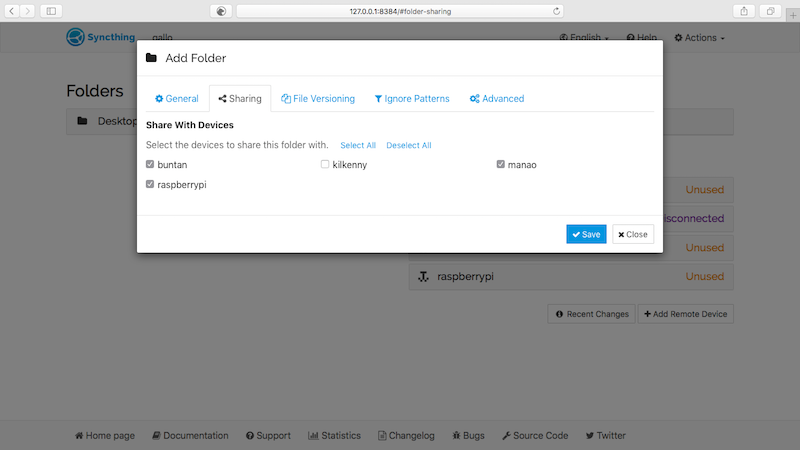 127.0.0.1:8384/#folder-sharing
Syncthing gallo English Help Actions
Add Folder
General Sharing File Versioning Ignore Patterns Advanced
Share With Devices
Select the devices to share this folder with. Select All Deselect All
buntan kilkenny manao
raspberrypi
Save Close
Folders
Desktop
Unused
isconnected
Unused
raspberrypi Unused
Recent Changes Add Remote Device
Home page Documentation Support Statistics Changelog Bugs Source Code Twitter